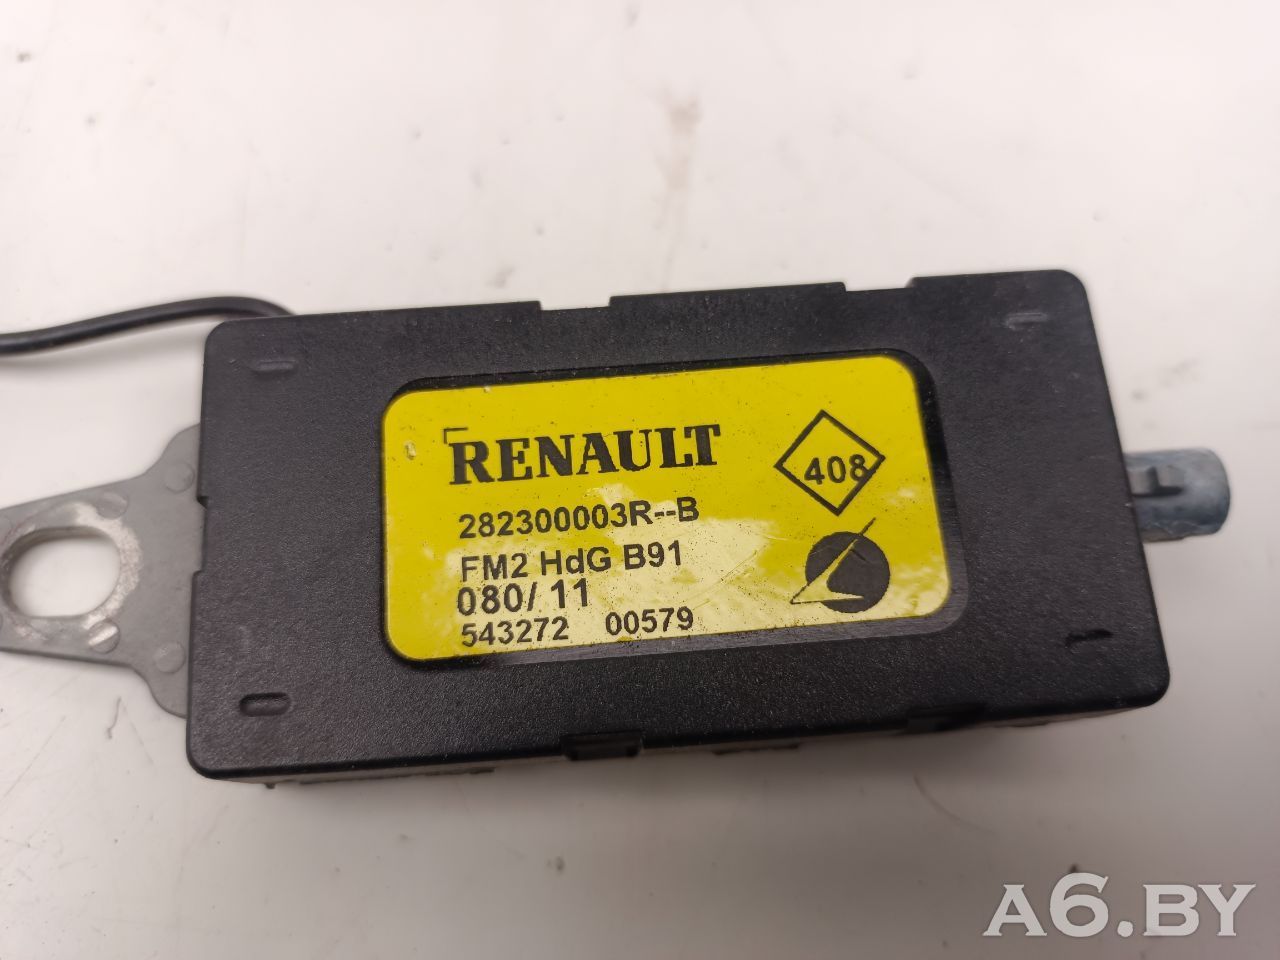 RENAULT
408
282300003R--B
FM2 HdG B91
080/ 11
543272 00579
A6.BY